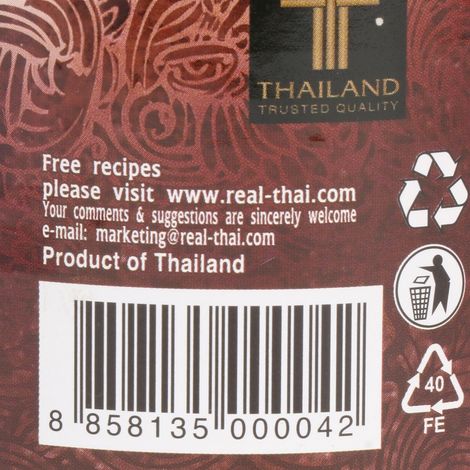 THAILAND
TRUSTED QUALITY
Free recipes
please visit www.real-thai.com
Your comments & suggestions are sincerely welcome
e-mail: marketing@real-thai.com
Product of Thailand
8 858135 000042
40
FE